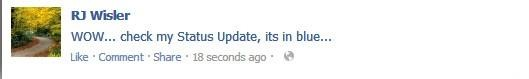 RJ Wisler
WOW... check my Status Update, its in blue...
Like · Comment · Share · 18 seconds ago ·